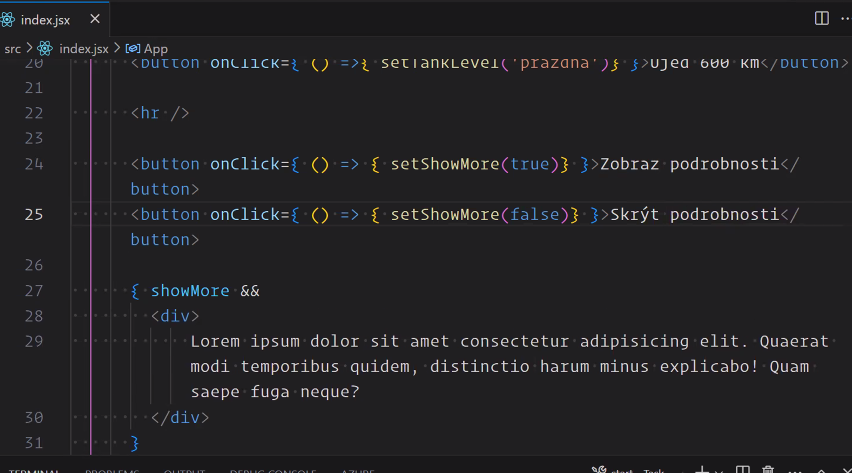 index.jsx ×
src > index.jsx > App
20 <button onClick={ () =>{ setTankLevel('prazdna')} }>Ujed 600 km</button>
21
22 <hr />
23
24 <button onClick={ () => { setShowMore(true)} }>Zobraz podrobnosti</
button>
25 <button onClick={ () => { setShowMore(false)} }>Skrýt podrobnosti</
button>
26
27 { showMore &&
28 <div>
29 Lorem ipsum dolor sit amet consectetur adipisicing elit. Quaerat
modi temporibus quidem, distinctio harum minus explicabo! Quam
saepe fuga neque?
30 </div>
31 }
TERMINAL PROBLEMS OUTPUT DEBUG CONSOLE AZURE start Task